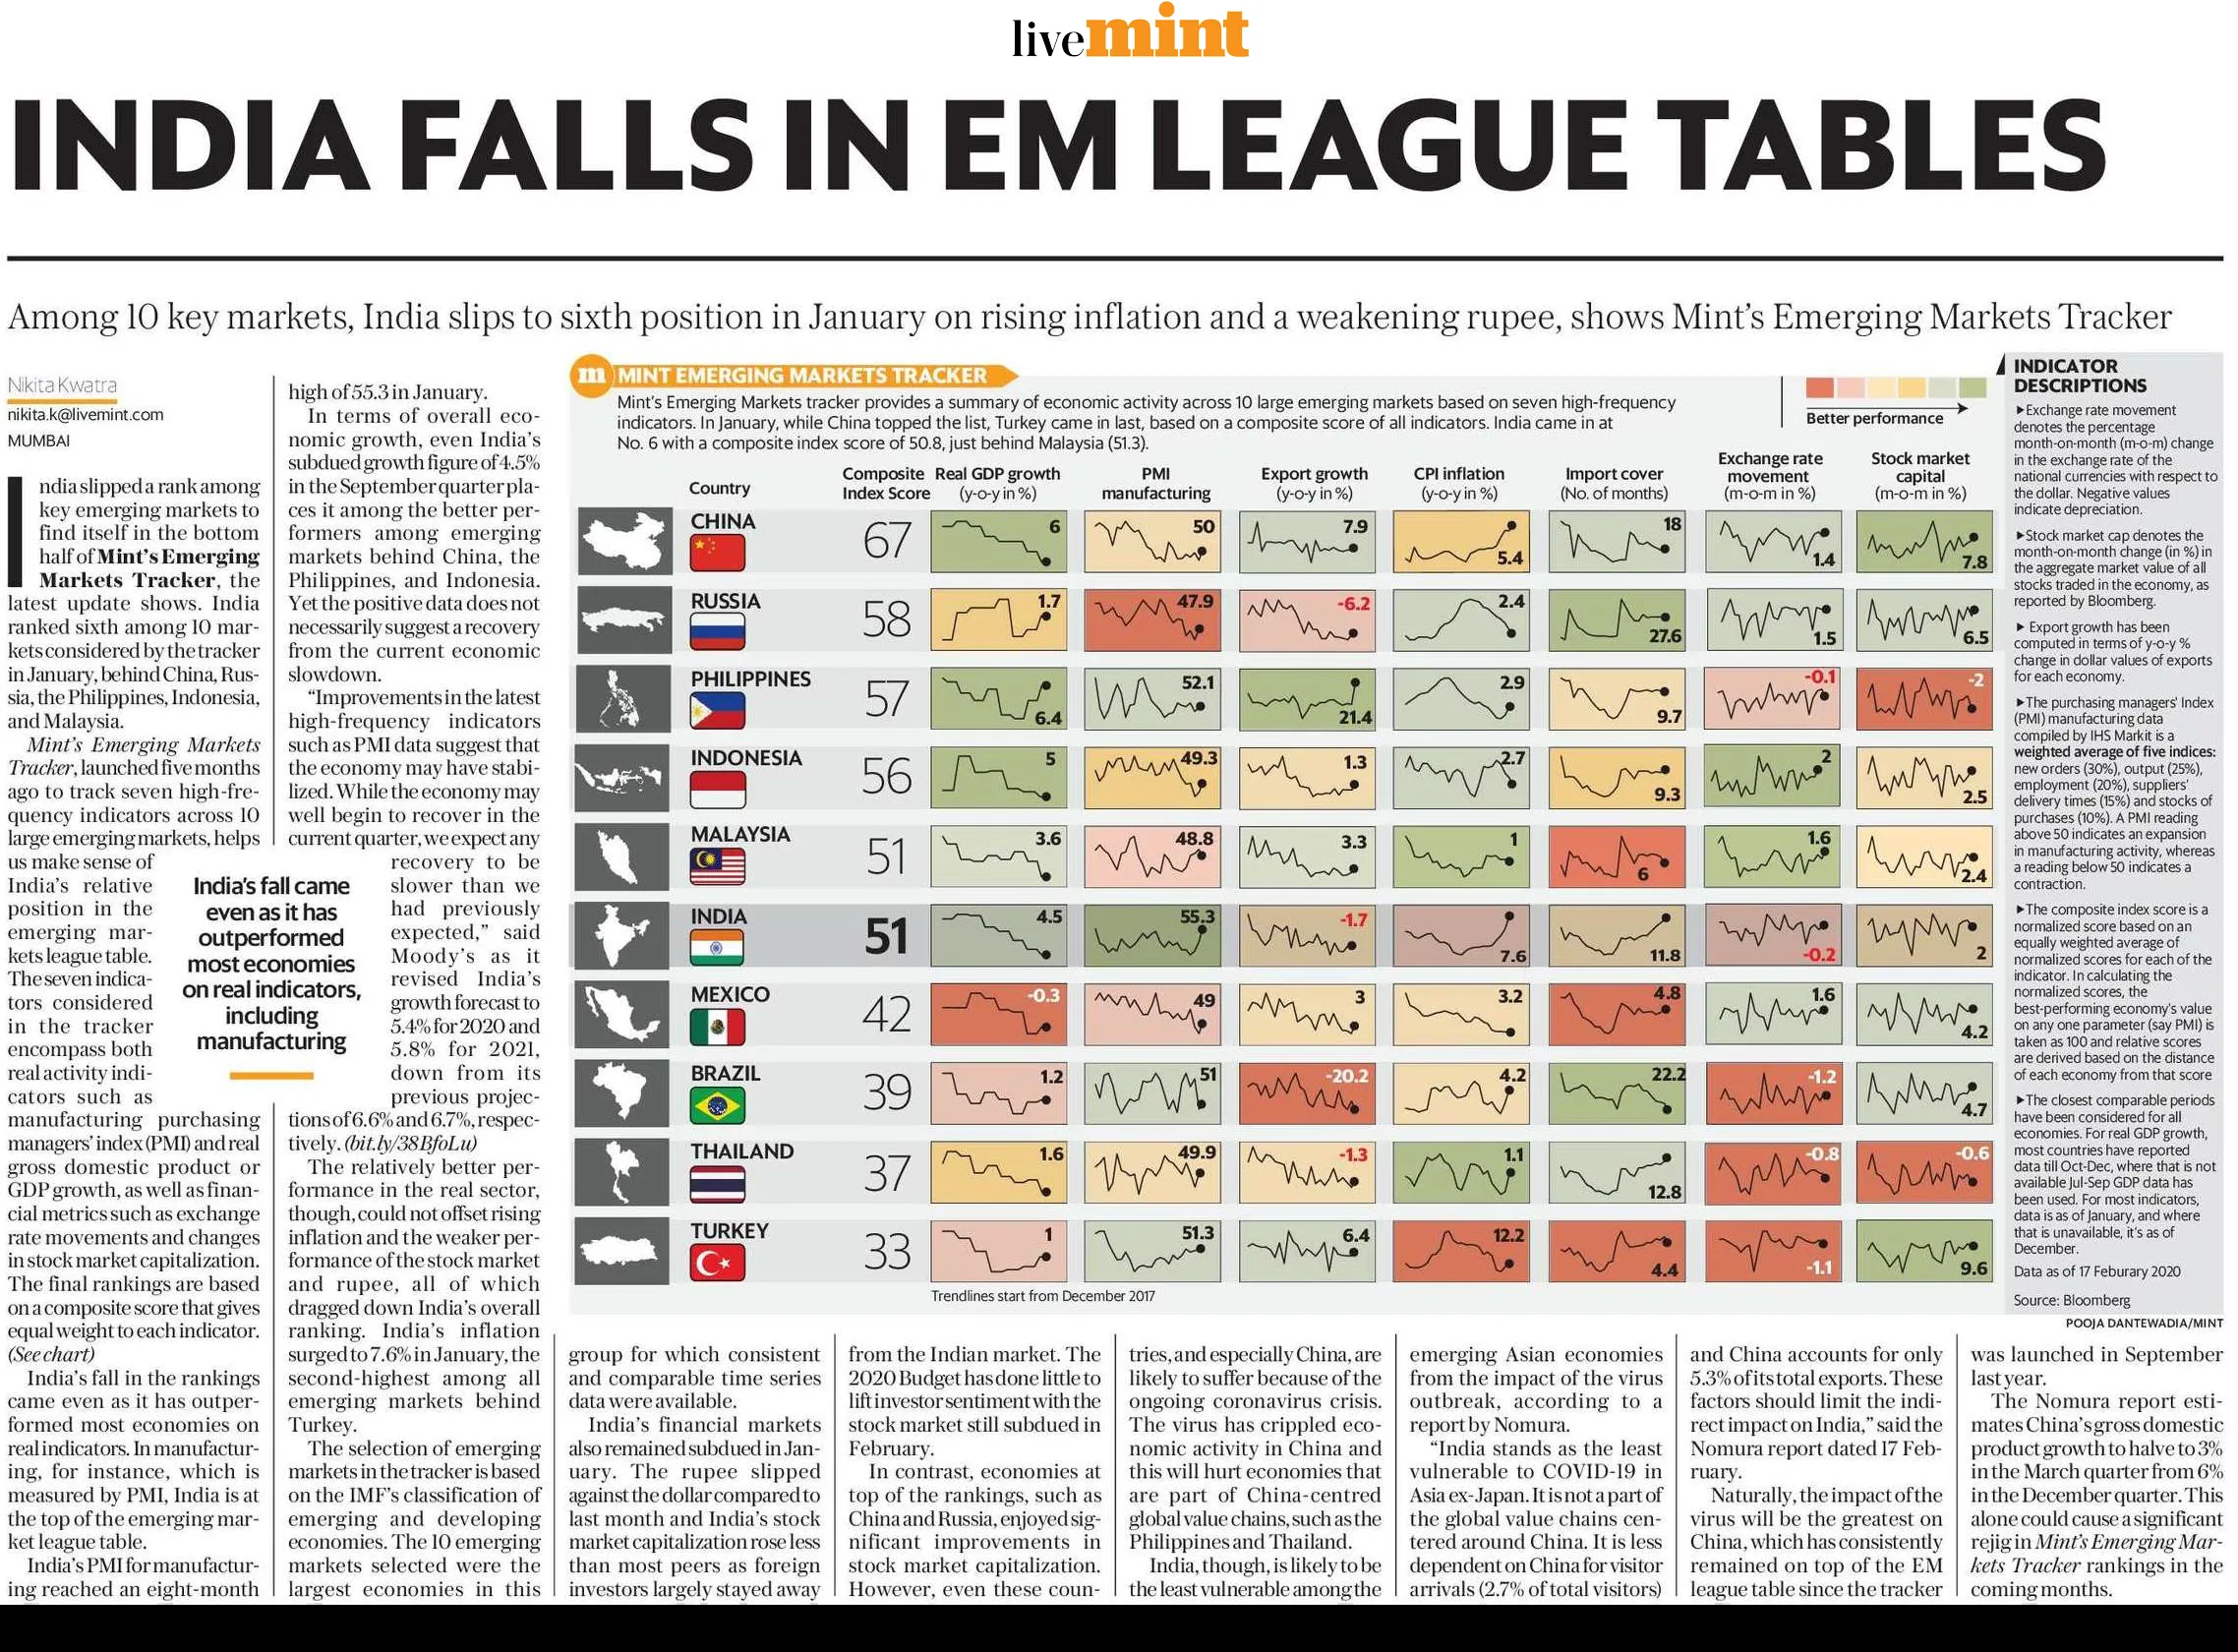 livemint
INDIA FALLS IN EM LEAGUE TABLES
Among 10 key markets, India slips to sixth position in January on rising inflation and a weakening rupee, shows Mint's Emerging Markets Tracker
Nikita Kwatra
nikita.k@livemint.com
MUMBAI
India slipped a rank among
key emerging markets to
find itself in the bottom
half of Mint's Emerging
Markets Tracker, the
latest update shows. India
ranked sixth among 10 mar-
kets considered by the tracker
in January, behind China, Rus-
sia, the Philippines, Indonesia,
and Malaysia.
Mint's Emerging Markets
Tracker, launched five months
ago to track seven high-fre-
quency indicators across 10
large emerging markets, helps
us make sense of
India's relative
position in the
emerging mar-
kets league table.
The seven indica-
tors considered
in the tracker
encompass both
real activity indi-
cators such as
manufacturing purchasing
managers' index (PMI) and real
gross domestic product or
GDP growth, as well as finan-
cial metrics such as exchange
rate movements and changes
in stock market capitalization.
The final rankings are based
on a composite score that gives
equal weight to each indicator.
(See chart)
India's fall in the rankings
came even as it has outper-
formed most economies on
real indicators. In manufactur-
ing, for instance, which is
measured by PMI, India is at
the top of the emerging mar-
ket league table.
India's PMI for manufactur-
ing reached an eight-month
high of 55.3 in January.
In terms of overall eco-
nomic growth, even India's
subdued growth figure of 4.5%
in the September quarter pla-
ces it among the better per-
formers among emerging
markets behind China, the
Philippines, and Indonesia.
Yet the positive data does not
necessarily suggest a recovery
from the current economic
slowdown.
"Improvements in the latest
high-frequency indicators
such as PMI data suggest that
the economy may have stabi-
lized. While the economy may
well begin to recover in the
current quarter, we expect any
recovery to be
slower than we
had previously
expected," said
Moody's as it
revised India's
growth forecast to
5.4% for 2020 and
5.8% for 2021,
down from its
previous projec-
tions of 6.6% and 6.7%, respec-
tively. (bit.ly/38BfoLu)
The relatively better per-
formance in the real sector,
though, could not offset rising
inflation and the weaker per-
formance of the stock market
and rupee, all of which
dragged down India's overall
ranking. India's inflation
surged to 7.6% in January, the
second-highest among all
emerging markets behind
Turkey.
The selection of emerging
markets in the tracker is based
on the IMF's classification of
emerging and developing
economies. The 10 emerging
markets selected were the
largest economies in this
India's fall came
even as it has
outperformed
most economies
on real indicators,
including
manufacturing
m MINT EMERGING MARKETS TRACKER
Mint's Emerging Markets tracker provides a summary of economic activity across 10 large emerging markets based on seven high-frequency
indicators. In January, while China topped the list, Turkey came in last, based on a composite score of all indicators. India came in at
No. 6 with a composite index score of 50.8, just behind Malaysia (51.3).
Better performance
Country
Composite
Index Score
Real GDP growth
(y-o-y in %)
PMI
manufacturing
Export growth
(y-o-y in %)
CPI inflation
(y-o-y in %)
Import cover
(No. of months)
Exchange rate
movement
(m-o-m in %)
Stock market
capital
(m-o-m in %)
CHINA 67 6 50 7.9 5.4 18 1.4 7.8
RUSSIA 58 1.7 47.9 -6.2 2.4 27.6 1.5 6.5
PHILIPPINES 57 6.4 52.1 21.4 2.9 9.7 -0.1 -2
INDONESIA 56 5 49.3 1.3 2.7 9.3 2 2.5
MALAYSIA 51 3.6 48.8 3.3 1 6 1.6 2.4
INDIA 51 4.5 55.3 -1.7 7.6 11.8 -0.2 2
MEXICO 42 -0.3 49 3 3.2 4.8 1.6 4.2
BRAZIL 39 1.2 51 -20.2 4.2 22.2 -1.2 4.7
THAILAND 37 1.6 49.9 -1.3 1.1 12.8 -0.8 -0.6
TURKEY 33 1 51.3 6.4 12.2 4.4 -1.1 9.6
Trendlines start from December 2017
INDICATOR
DESCRIPTIONS
▶Exchange rate movement
denotes the percentage
month-on-month (m-o-m) change
in the exchange rate of the
national currencies with respect to
the dollar. Negative values
indicate depreciation.
▶Stock market cap denotes the
month-on-month change (in %) in
the aggregate market value of all
stocks traded in the economy, as
reported by Bloomberg.
▶ Export growth has been
computed in terms of y-o-y %
change in dollar values of exports
for each economy.
▶The purchasing managers' Index
(PMI) manufacturing data
compiled by IHS Markit is a
weighted average of five indices:
new orders (30%), output (25%),
employment (20%), suppliers'
delivery times (15%) and stocks of
purchases (10%). A PMI reading
above 50 indicates an expansion
in manufacturing activity, whereas
a reading below 50 indicates a
contraction.
▶The composite index score is a
normalized score based on an
equally weighted average of
normalized scores for each of the
indicator. In calculating the
normalized scores, the
best-performing economy's value
on any one parameter (say PMI) is
taken as 100 and relative scores
are derived based on the distance
of each economy from that score
▶The closest comparable periods
have been considered for all
economies. For real GDP growth,
most countries have reported
data till Oct-Dec, where that is not
available Jul-Sep GDP data has
been used. For most indicators,
data is as of January, and where
that is unavailable, it's as of
December.
Data as of 17 Feburary 2020
Source: Bloomberg
POOJA DANTEWADIA/MINT
group for which consistent
and comparable time series
data were available.
India's financial markets
also remained subdued in Jan-
uary. The rupee slipped
against the dollar compared to
last month and India's stock
market capitalization rose less
than most peers as foreign
investors largely stayed away
from the Indian market. The
2020 Budget has done little to
lift investor sentiment with the
stock market still subdued in
February.
In contrast, economies at
top of the rankings, such as
China and Russia, enjoyed sig-
nificant improvements in
stock market capitalization.
However, even these coun-
tries, and especially China, are
likely to suffer because of the
ongoing coronavirus crisis.
The virus has crippled eco-
nomic activity in China and
this will hurt economies that
are part of China-centred
global value chains, such as the
Philippines and Thailand.
India, though, is likely to be
the least vulnerable among the
emerging Asian economies
from the impact of the virus
outbreak, according to a
report by Nomura.
"India stands as the least
vulnerable to COVID-19 in
Asia ex-Japan. It is not a part of
the global value chains cen-
tered around China. It is less
dependent on China for visitor
arrivals (2.7% of total visitors)
and China accounts for only
5.3% of its total exports. These
factors should limit the indi-
rect impact on India," said the
Nomura report dated 17 Feb-
ruary.
Naturally, the impact of the
virus will be the greatest on
China, which has consistently
remained on top of the EM
league table since the tracker
was launched in September
last year.
The Nomura report esti-
mates China's gross domestic
product growth to halve to 3%
in the March quarter from 6%
in the December quarter. This
alone could cause a significant
rejig in Mint's Emerging Mar-
kets Tracker rankings in the
coming months.